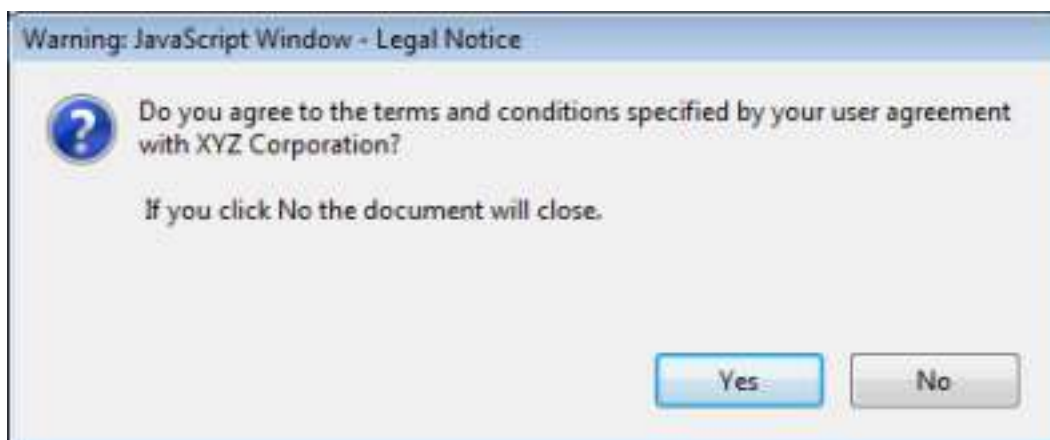 Warning: JavaScript Window - Legal Notice
Do you agree to the terms and conditions specified by your user agreement
with XYZ Corporation?
If you click No the document will close.
Yes No